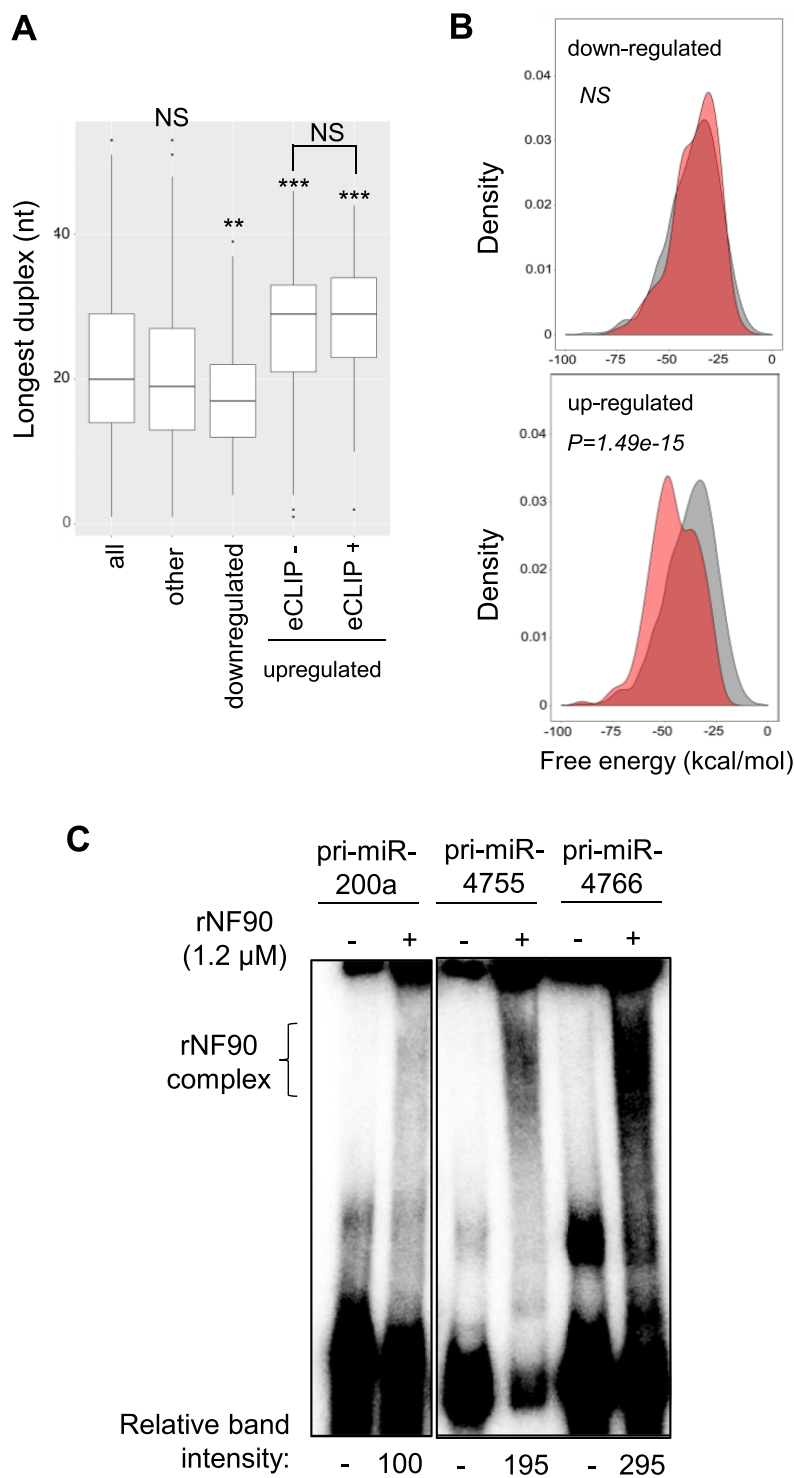 A
NS
NS
***
***
**
Longest duplex (nt)
40
20
0
all
other
downregulated
eCLIP -
eCLIP +
upregulated
B
down-regulated
NS
Density
0.04
0.03
0.02
0.01
0
-100 -75 -50 -25 0
up-regulated
P=1.49e-15
Density
0.04
0.03
0.02
0.01
0
-100 -75 -50 -25 0
Free energy (kcal/mol)
C
pri-miR-
200a
pri-miR-
4755
pri-miR-
4766
rNF90
(1.2 µM)
- + - + - +
rNF90
complex
Relative band
intensity:
- 100 - 195 - 295